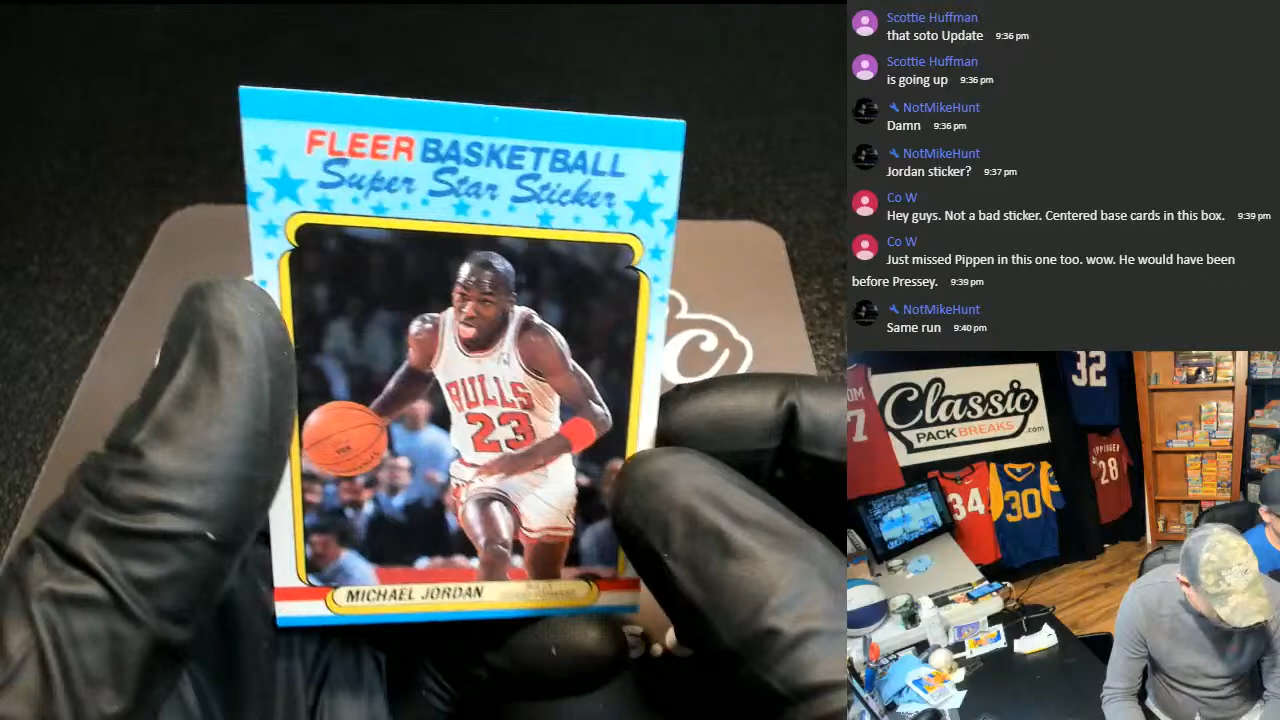 FLEER BASKETBALL
Super Star Sticker
BULLS
23
MICHAEL JORDAN
Scottie Huffman
that soto Update 9:36 pm
Scottie Huffman
is going up 9:36 pm
NotMikeHunt
Damn 9:36 pm
NotMikeHunt
Jordan sticker? 9:37 pm
Co W
Hey guys. Not a bad sticker. Centered base cards in this box. 9:39 pm
Co W
Just missed Pippen in this one too. wow. He would have been
before Pressey. 9:39 pm
NotMikeHunt
Same run 9:40 pm
32
Classic
PACKBREAKS.com
7
34
30
28